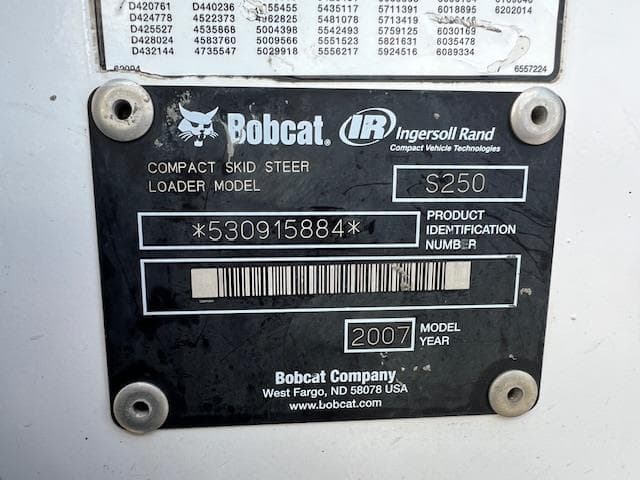 D420761 D440236 5055455 5435117 5711391 6018895 6202014
D424778 4522373 4962825 5481078 5713419
D425527 4535868 5004398 5542493 5759125 6030169
D428024 4583760 5009566 5551523 5821631 6035478
D432144 4735547 5029918 5556217 5924516 6089334
6557224
Bobcat. IR Ingersoll Rand
Compact Vehicle Technologies
COMPACT SKID STEER
LOADER MODEL S250
*530915884* PRODUCT
IDENTIFICATION
NUMBER
2007 MODEL
YEAR
Bobcat Company
West Fargo, ND 58078 USA
www.bobcat.com